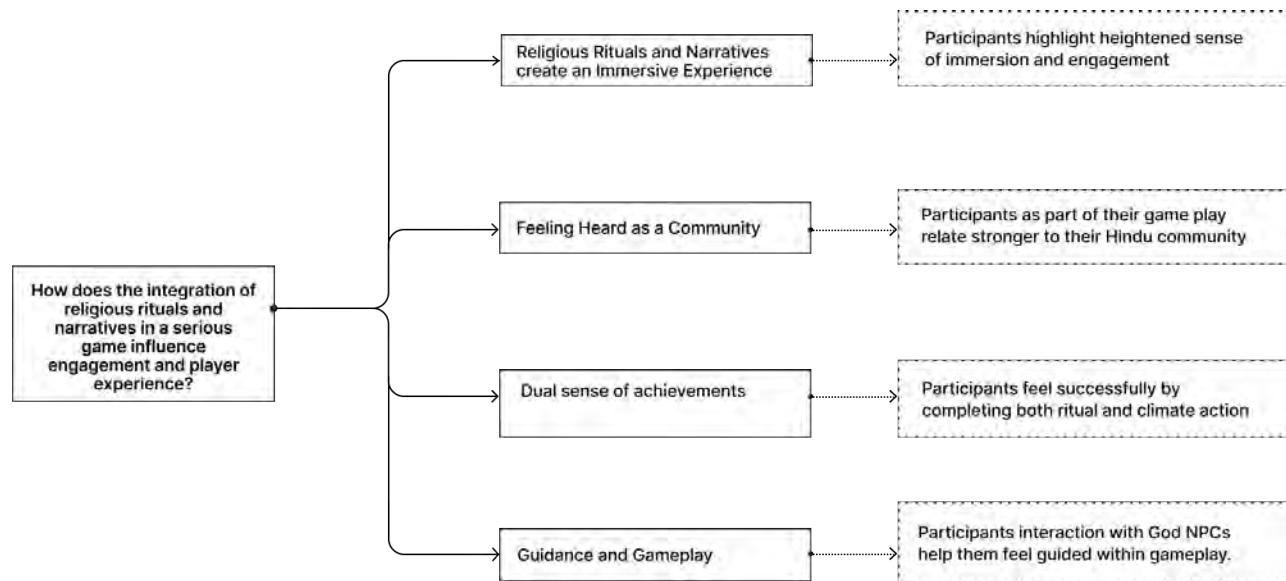 How does the integration of
religious rituals and
narratives in a serious
game influence
engagement and player
experience?
Religious Rituals and Narratives
create an Immersive Experience
Participants highlight heightened sense
of immersion and engagement
Feeling Heard as a Community
Participants as part of their game play
relate stronger to their Hindu community
Dual sense of achievements
Participants feel successfully by
completing both ritual and climate action
Guidance and Gameplay
Participants interaction with God NPCs
help them feel guided within gameplay.